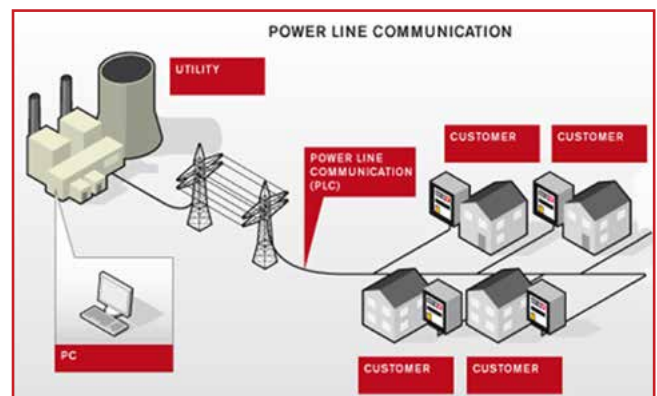 POWER LINE COMMUNICATION
UTILITY
CUSTOMER
CUSTOMER
POWER LINE
COMMUNICATION
(PLC)
PC
CUSTOMER
CUSTOMER